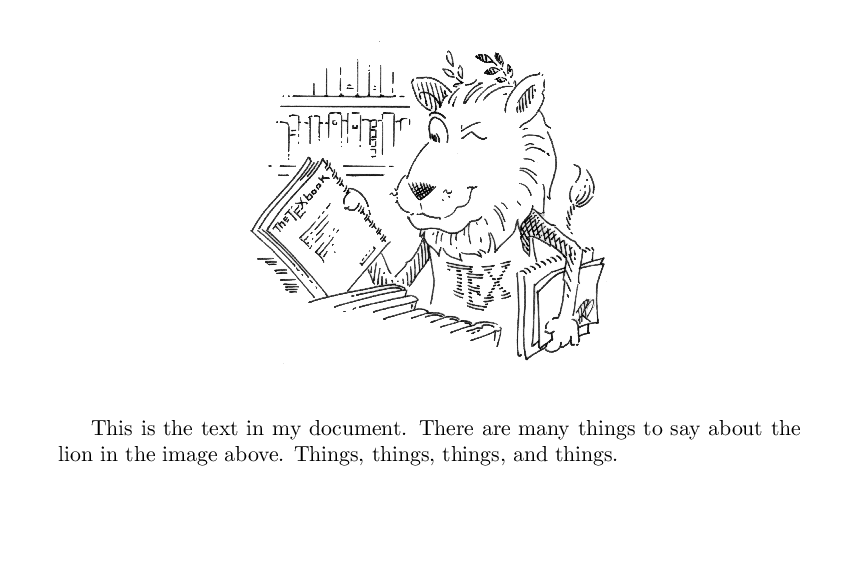 The TEXbook
TEX
This is the text in my document. There are many things to say about the
lion in the image above. Things, things, things, and things.